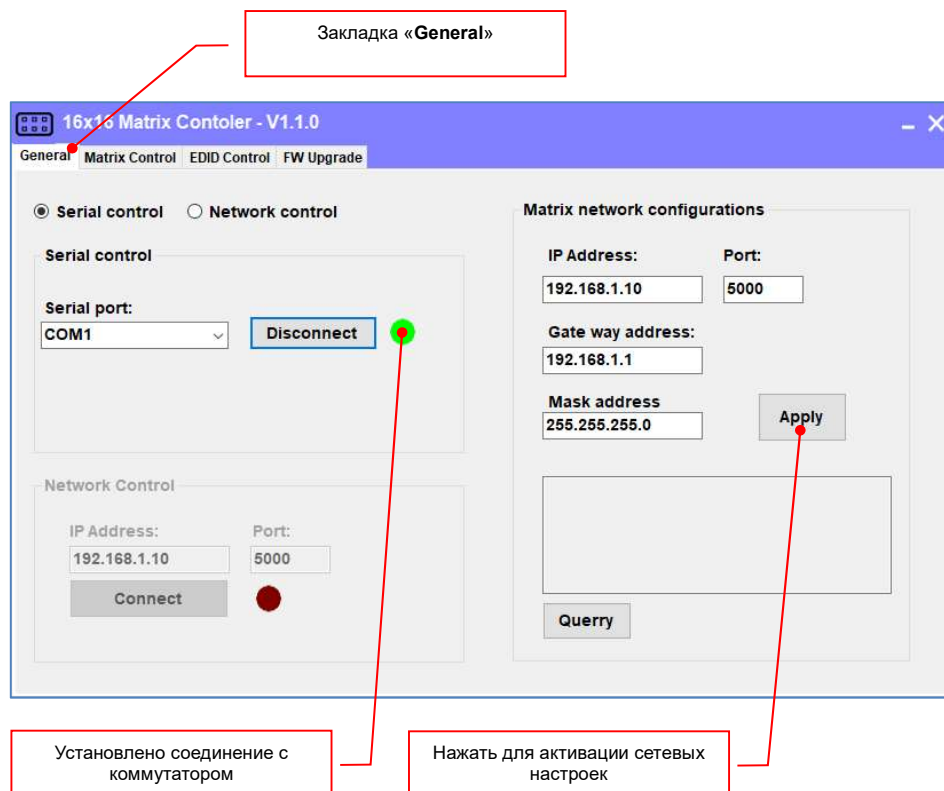 Закладка «General»
16x16 Matrix Contoler - V1.1.0
General Matrix Control EDID Control FW Upgrade
Serial control Network control
Serial control
Serial port:
COM1
Disconnect
Network Control
IP Address: Port:
192.168.1.10 5000
Connect
Matrix network configurations
IP Address: Port:
192.168.1.10 5000
Gate way address:
192.168.1.1
Mask address
255.255.255.0
Apply
Querry
Установлено соединение с
коммутатором
Нажать для активации сетевых
настроек